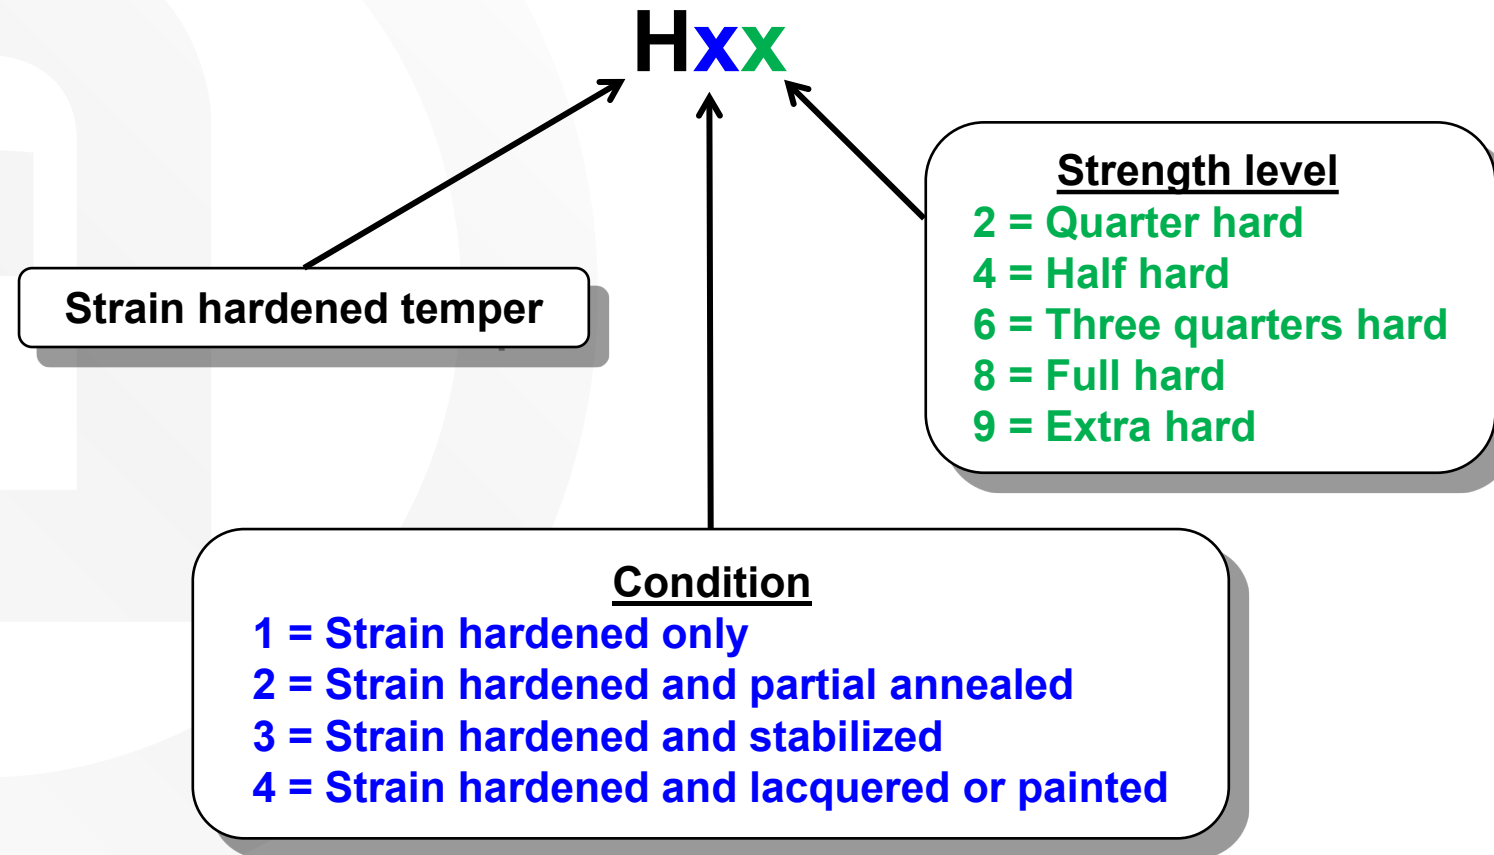 Hxx
Strain hardened temper
Strength level
2 = Quarter hard
4 = Half hard
6 = Three quarters hard
8 = Full hard
9 = Extra hard
Condition
1 = Strain hardened only
2 = Strain hardened and partial annealed
3 = Strain hardened and stabilized
4 = Strain hardened and lacquered or painted